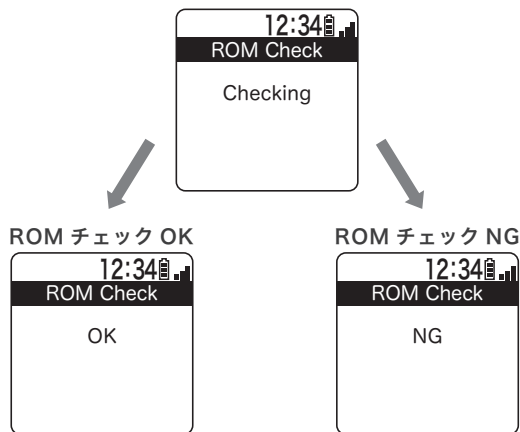 12:34
ROM Check
Checking
ROM チェック OK
12:34
ROM Check
OK
ROM チェック NG
12:34
ROM Check
NG